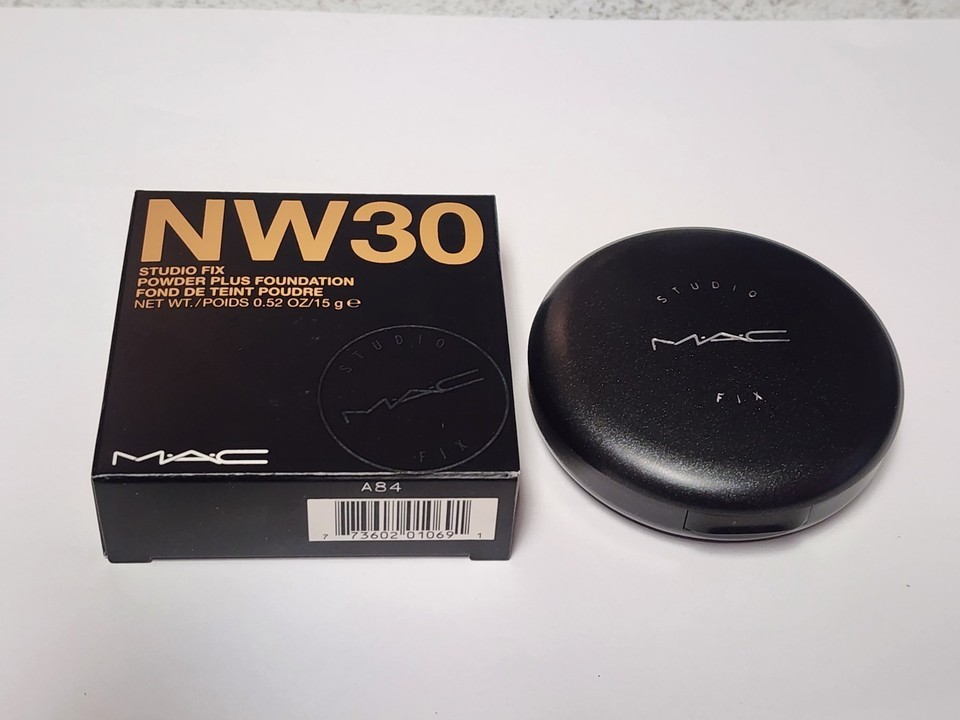 NW30
STUDIO FIX
POWDER PLUS FOUNDATION
FOND DE TEINT POUDRE
NET WT./POIDS 0.52 OZ/15 g ℮
STUDIO
M·A·C
FIX
M·A·C
A84
7 73602 01069 1
STUDIO
M·A·C
FIX